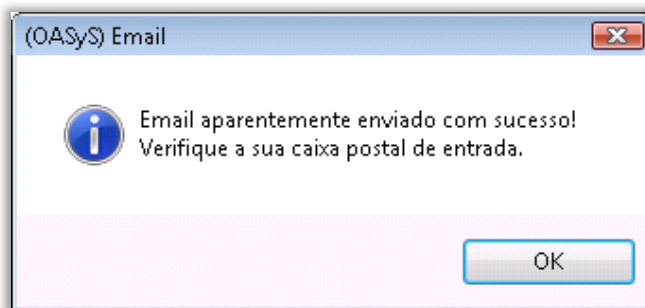 (OASyS) Email
Email aparentemente enviado com sucesso!
Verifique a sua caixa postal de entrada.
OK